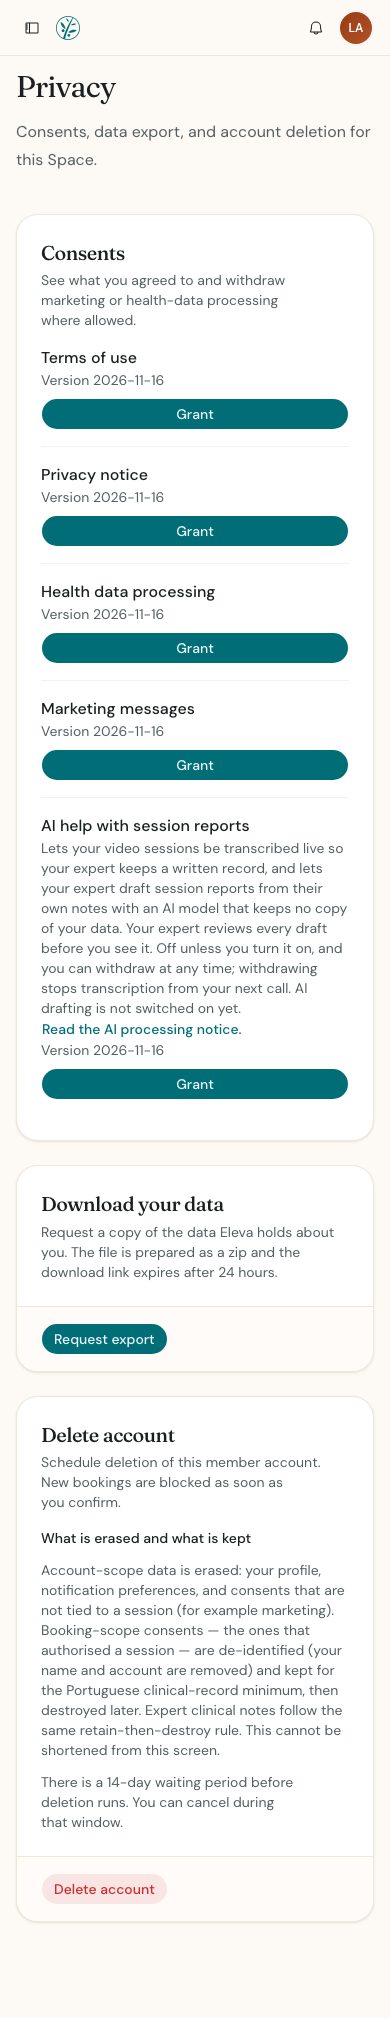 LA
Privacy
Consents, data export, and account deletion for
this Space.
Consents
See what you agreed to and withdraw
marketing or health-data processing
where allowed.
Terms of use
Version 2026-11-16
Grant
Privacy notice
Version 2026-11-16
Grant
Health data processing
Version 2026-11-16
Grant
Marketing messages
Version 2026-11-16
Grant
AI help with session reports
Lets your video sessions be transcribed live so
your expert keeps a written record, and lets
your expert draft session reports from their
own notes with an AI model that keeps no copy
of your data. Your expert reviews every draft
before you see it. Off unless you turn it on, and
you can withdraw at any time; withdrawing
stops transcription from your next call. AI
drafting is not switched on yet.
Read the AI processing notice.
Version 2026-11-16
Grant
Download your data
Request a copy of the data Eleva holds about
you. The file is prepared as a zip and the
download link expires after 24 hours.
Request export
Delete account
Schedule deletion of this member account.
New bookings are blocked as soon as
you confirm.
What is erased and what is kept
Account-scope data is erased: your profile,
notification preferences, and consents that are
not tied to a session (for example marketing).
Booking-scope consents — the ones that
authorised a session — are de-identified (your
name and account are removed) and kept for
the Portuguese clinical-record minimum, then
destroyed later. Expert clinical notes follow the
same retain-then-destroy rule. This cannot be
shortened from this screen.
There is a 14-day waiting period before
deletion runs. You can cancel during
that window.
Delete account